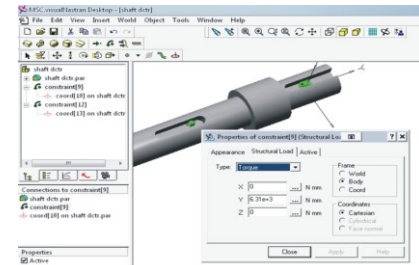 MSC.visualNastran Desktop - [shaft dctr]
File Edit View Insert World Object Tools Window Help
shaft dctr
shaft dctr.par
constraint[9]
coord[10] on shaft dctr
constraint[12]
coord[13] on shaft dctr
Connections to constraint[9]
shaft dctr.par
constraint[9]
coord[10] on shaft dctr.par
Properties
Active
Properties of constraint[9] (Structural Loa
Appearance Structural Load Active
Type: Torque
X 0 ... N mm
Y 6.31e+3 ... N mm
Z 0 ... N mm
Frame
World
Body
Coord
Coordinates
Cartesian
Cylindrical
Face normal
Close Apply Help